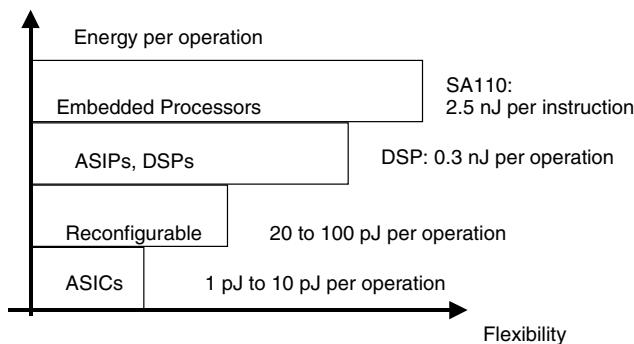 Energy per operation
SA110:
Embedded Processors
2.5 nJ per instruction
ASIPs, DSPs
DSP: 0.3 nJ per operation
Reconfigurable
20 to 100 pJ per operation
ASICs
1 pJ to 10 pJ per operation
Flexibility